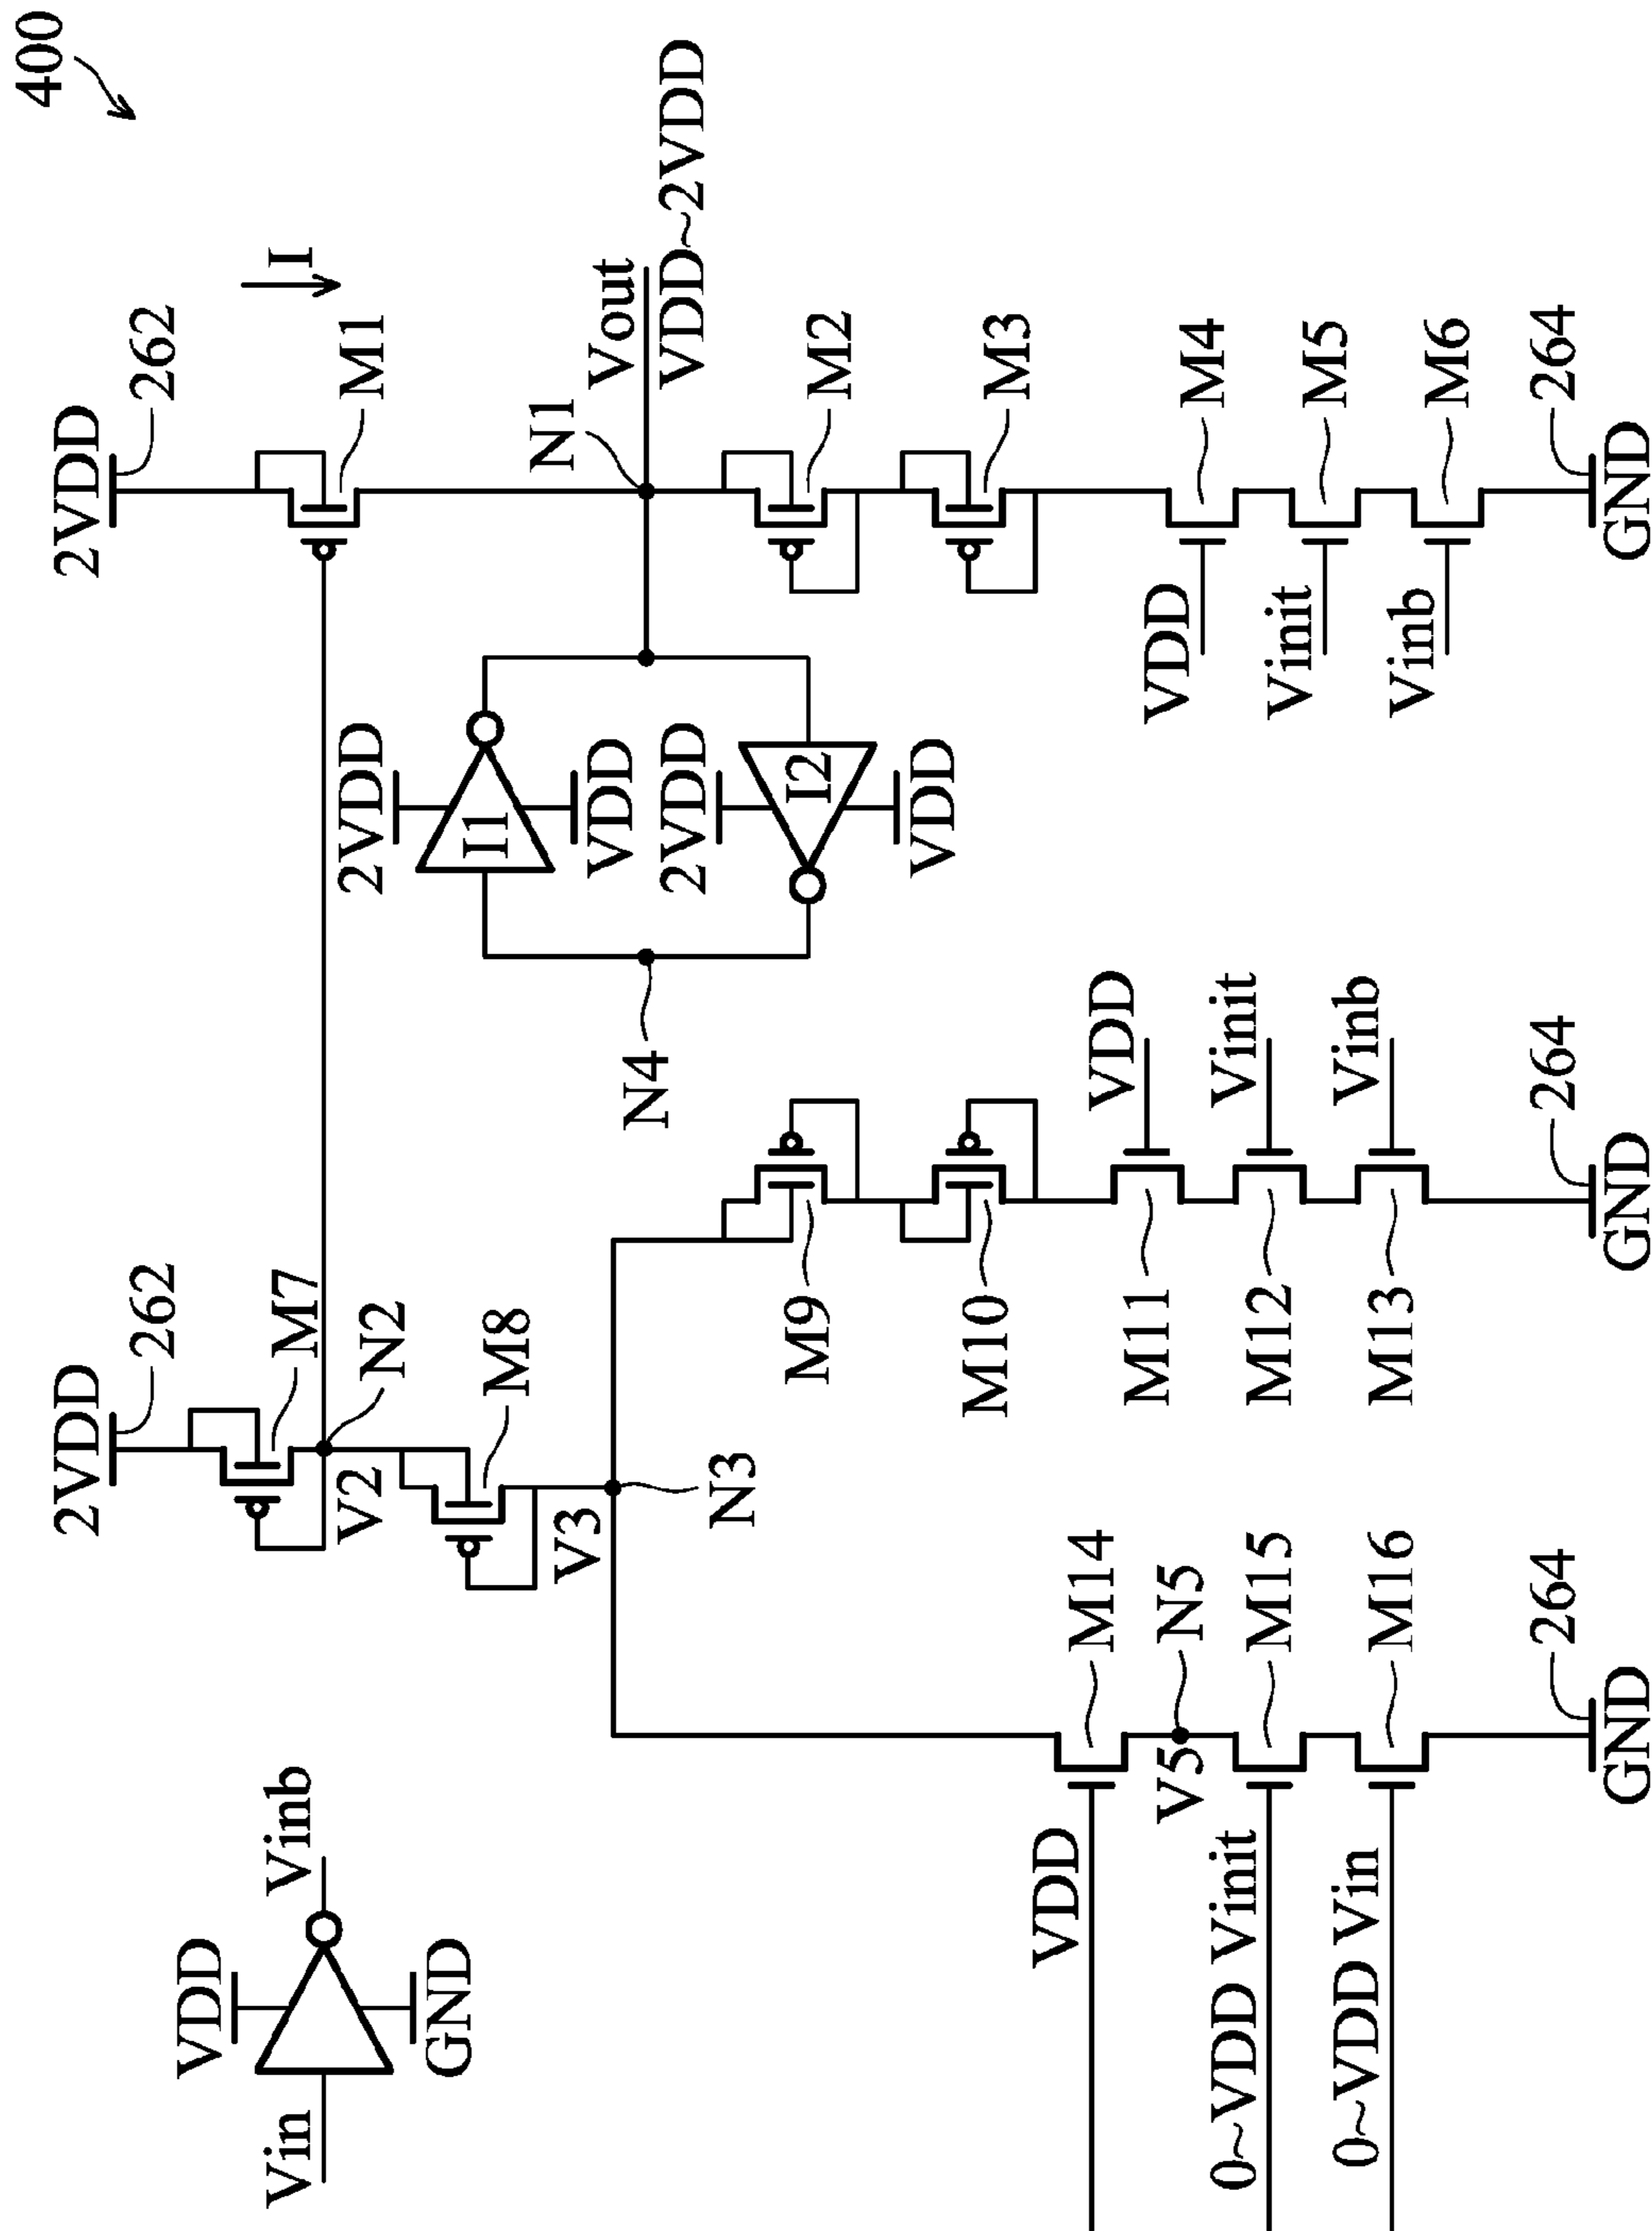 400
2VDD
262
I
M1
2VDD
262
M7
V2
N2
M8
V3
N3
N1
Vout
VDD~2VDD
2VDD
I1
VDD
2VDD
I2
VDD
N4
M2
M3
VDD
M4
Vinit
M5
Vinb
M6
264
GND
M9
M10
M11
VDD
M12
Vinit
M13
Vinb
264
GND
VDD
M14
V5
N5
0~VDD Vinit
M15
0~VDD Vin
M16
264
GND
Vin
VDD
GND
Vinb